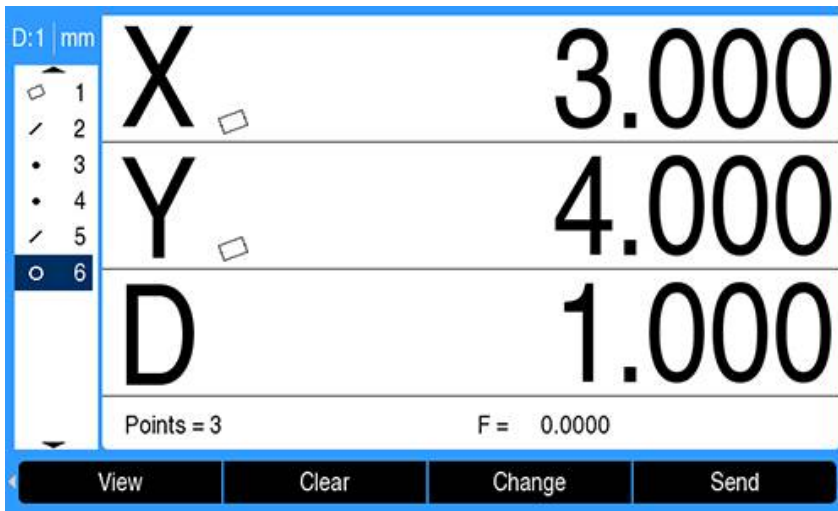 D:1 mm
1
2
3
4
5
6
X 3.000
Y 4.000
D 1.000
Points = 3 F = 0.0000
View Clear Change Send